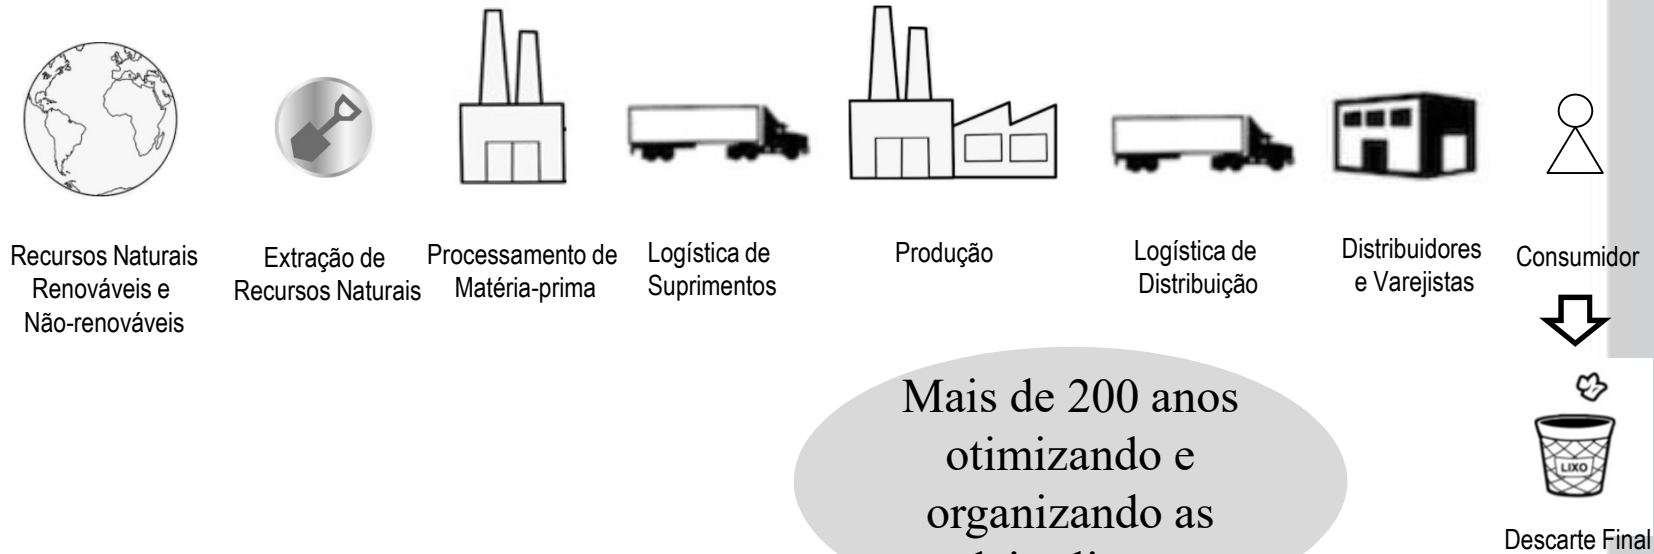 Recursos Naturais
Renováveis e
Não-renováveis
Extração de
Recursos Naturais
Processamento de
Matéria-prima
Logística de
Suprimentos
Produção
Logística de
Distribuição
Distribuidores
e Varejistas
Consumidor
LIXO
Descarte Final
Mais de 200 anos
otimizando e
organizando as